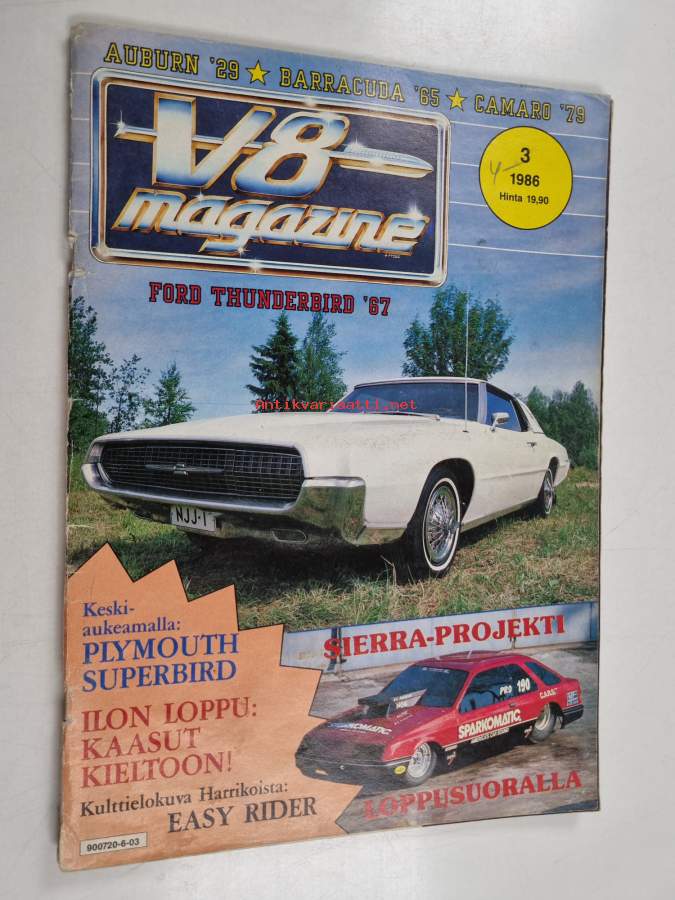 AUBURN '29 ★ BARRACUDA '65 ★ CAMARO '79
V8
magazine
3
1986
Hinta 19,90
FORD THUNDERBIRD '67
Antikvarisatti.net
NJJ-1
Keski-
aukeamalla:
PLYMOUTH
SUPERBIRD
ILON LOPPU:
KAASUT
KIELTOON!
Kulttielokuva Harrikoista:
EASY RIDER
900720-6-03
SIERRA-PROJEKTI
PRO 190
C.A.R.S.
SPARKOMATIC
LOPPUSUORALLA